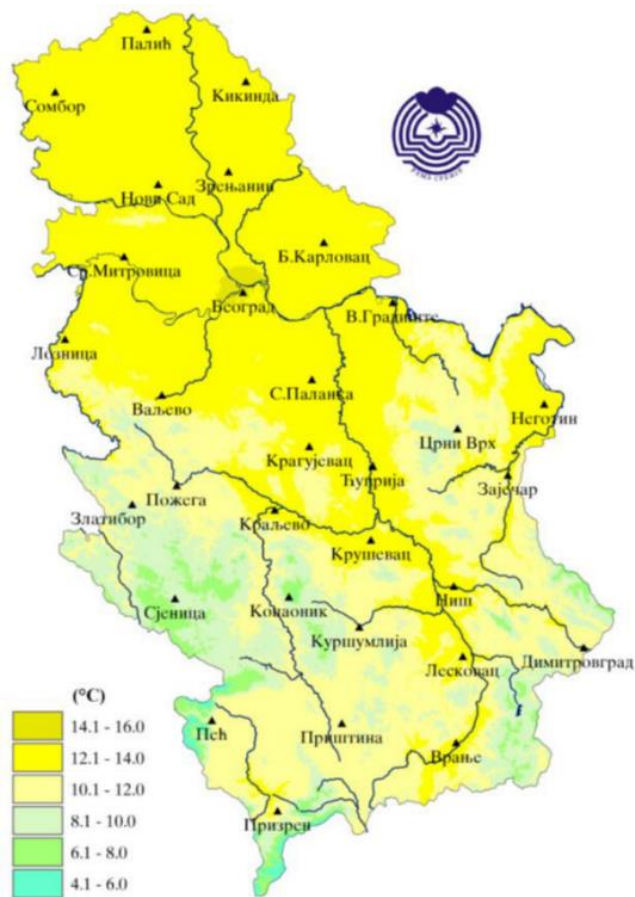 Палић
Кикинда
Сомбор
Зрењанин
Нови Сад
Б.Карловац
Ср.Митровица
Београд
В.Градиште
Лозница
С.Паланка
Ваљево
Неготин
Црни Врх
Крагујевац
Ћуприја
Зајечар
Пожега
Златибор
Краљево
Крушевац
Ниш
Сјеница
Копаоник
Куршумлија
Димитровград
Лесковац
(°C)
14.1 - 16.0
Пећ
Приштина
12.1 - 14.0
Врање
10.1 - 12.0
8.1 - 10.0
Призрен
6.1 - 8.0
4.1 - 6.0